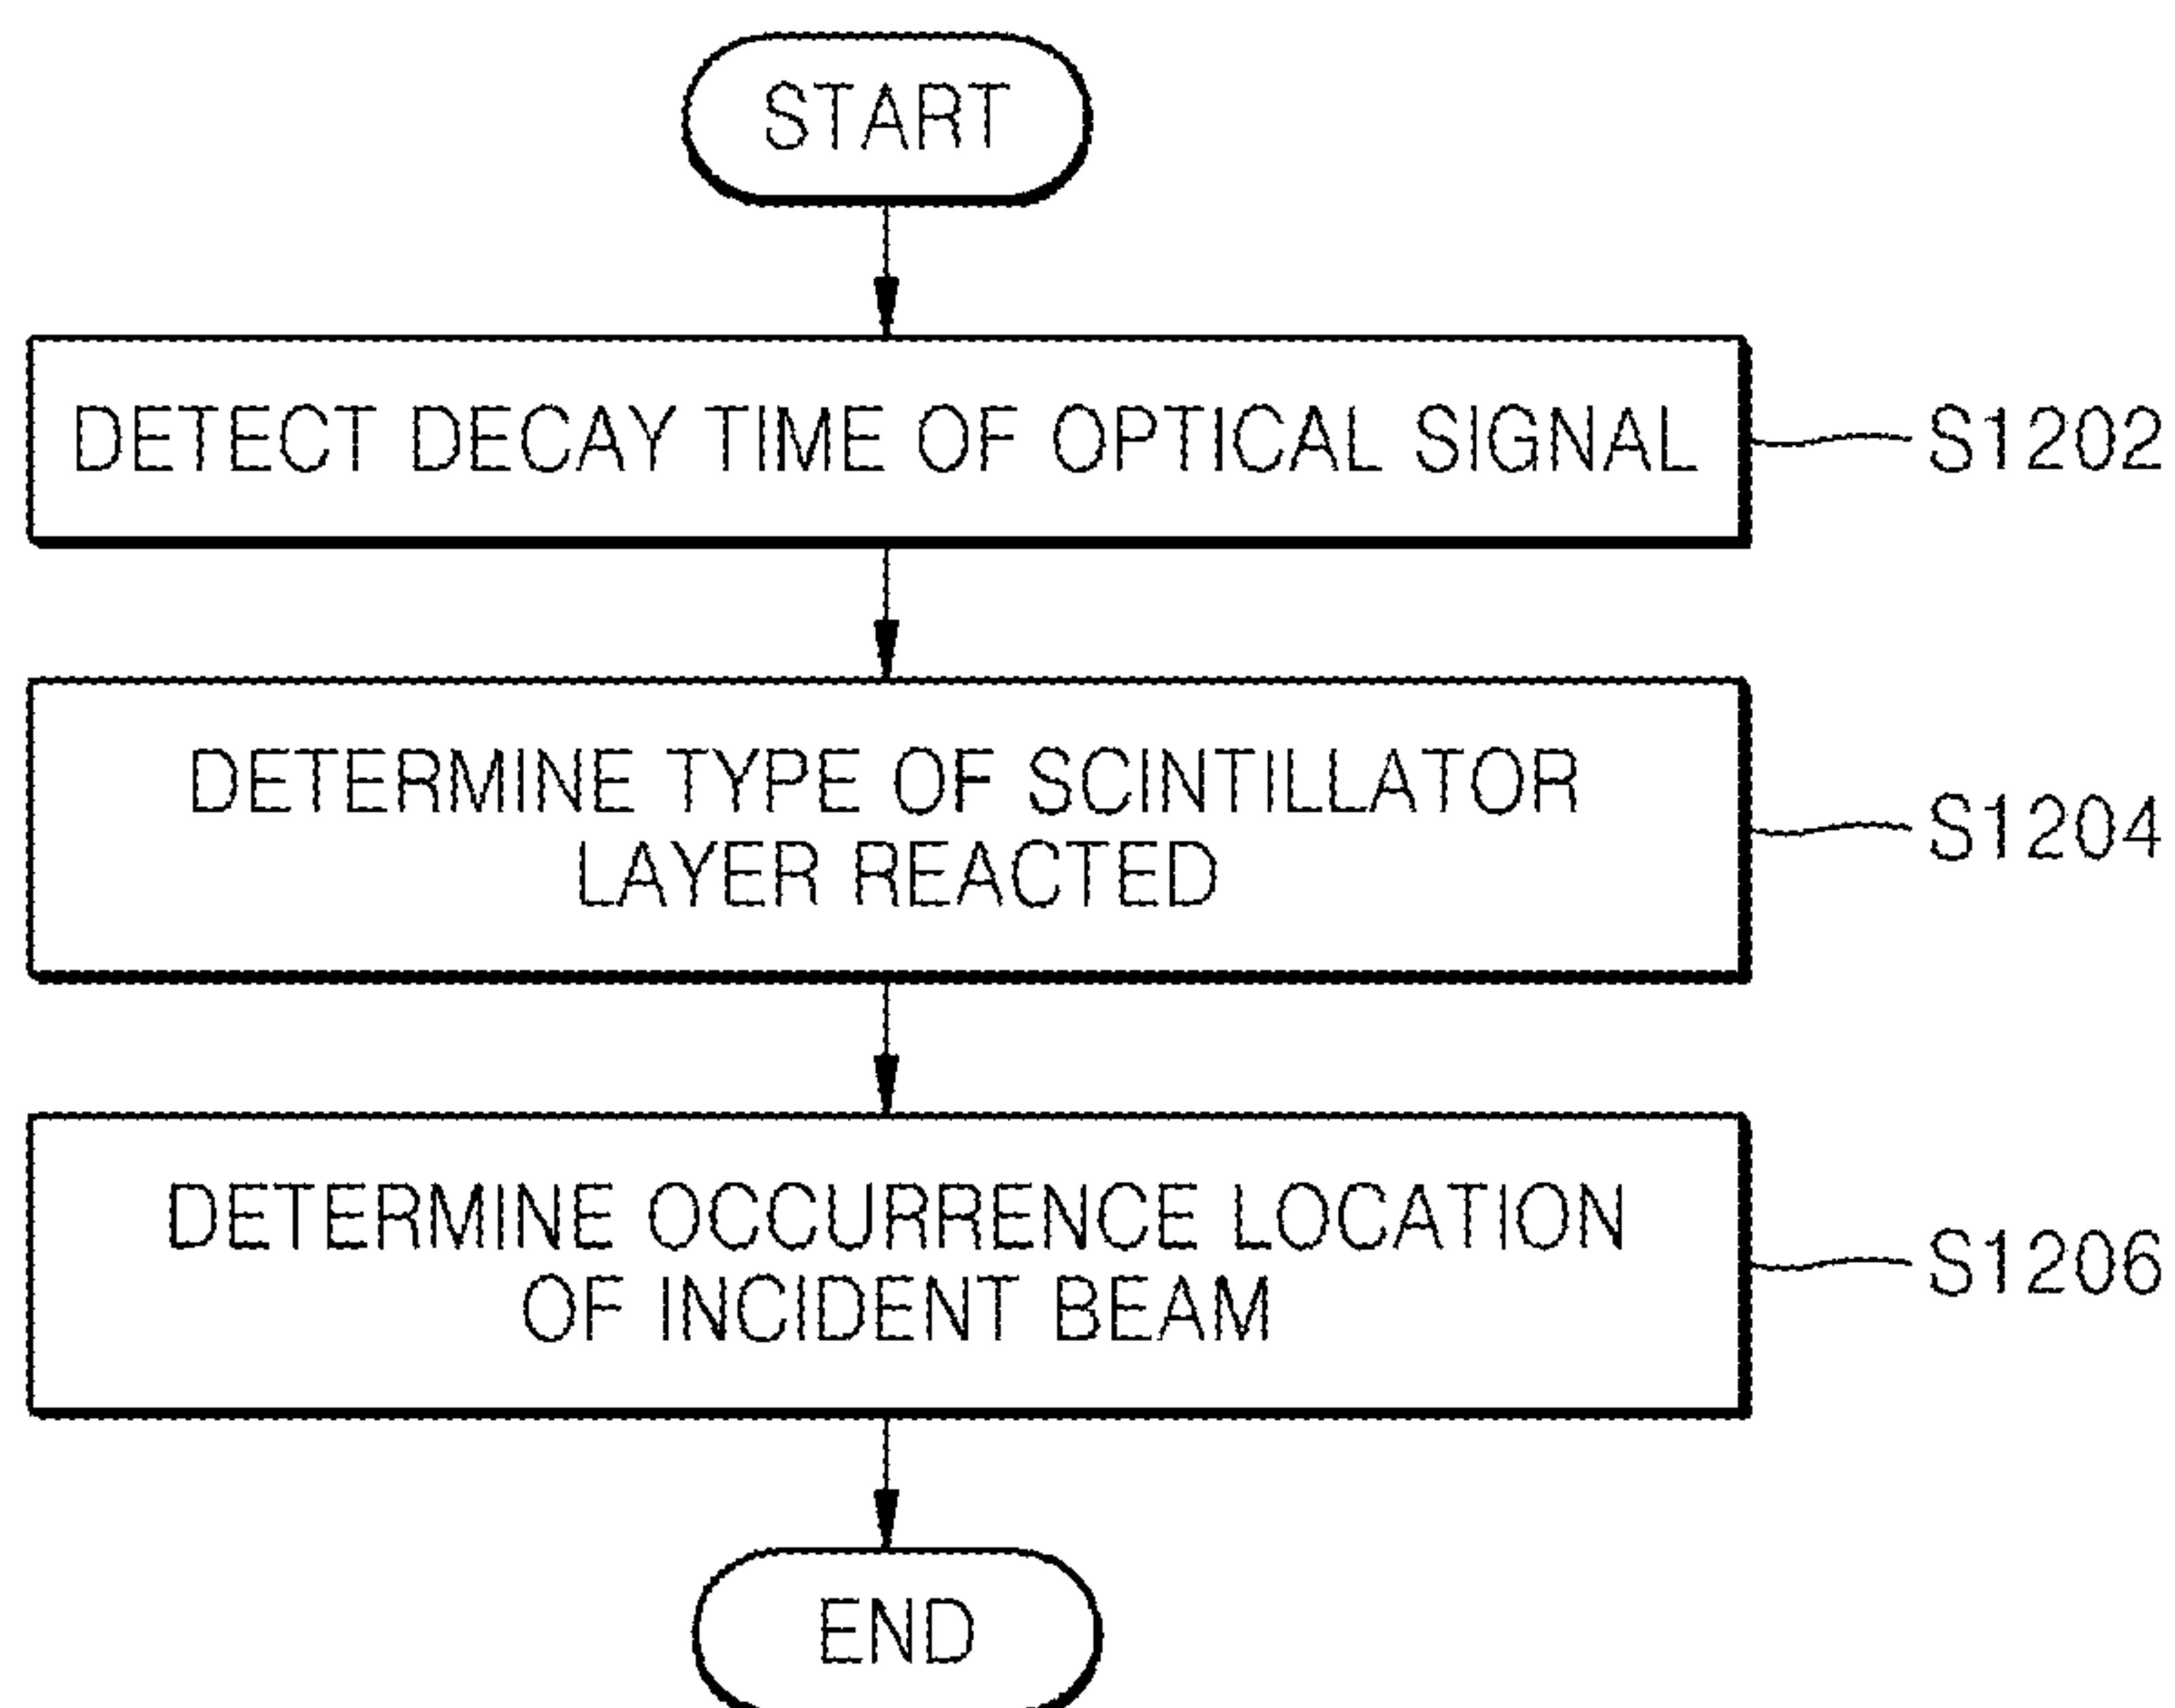 START
DETECT DECAY TIME OF OPTICAL SIGNAL
S1202
DETERMINE TYPE OF SCINTILLATOR
LAYER REACTED
S1204
DETERMINE OCCURRENCE LOCATION
OF INCIDENT BEAM
S1206
END